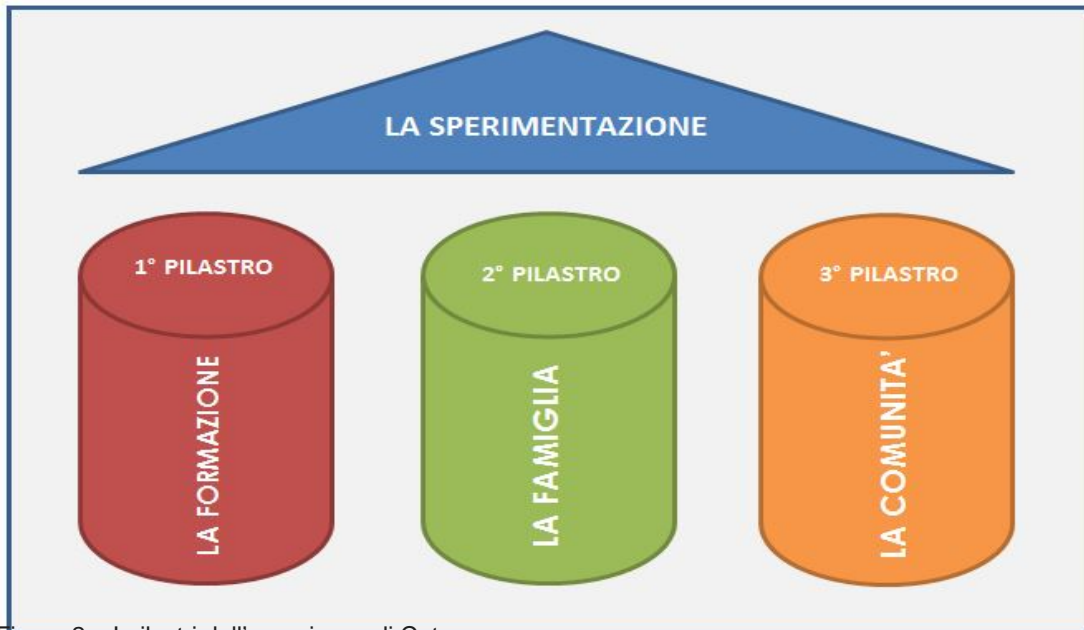 LA SPERIMENTAZIONE
1° PILASTRO
LA FORMAZIONE
2° PILASTRO
LA FAMIGLIA
3° PILASTRO
LA COMUNITA'